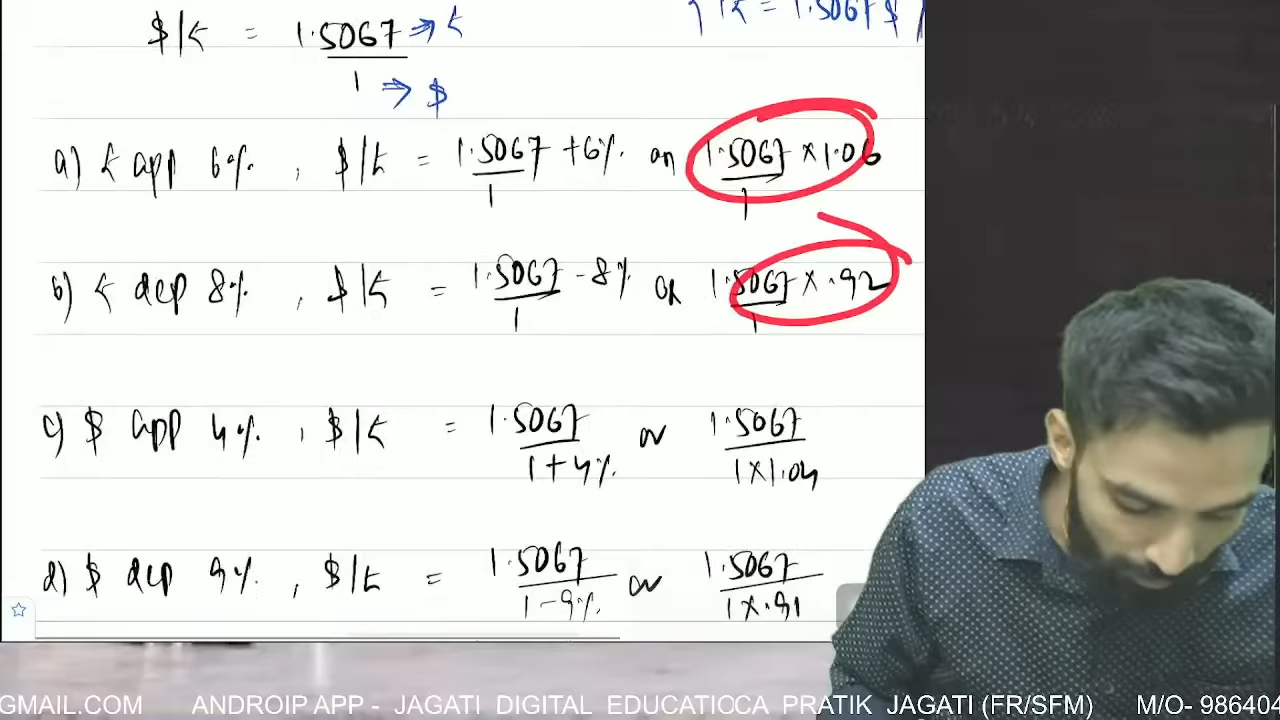 $/£ = 1.5067 ⇒ £
1 ⇒ $
1£ = 1.5067 $
a) £ app 6%, $/£ = 1.5067 +6% or 1.5067 × 1.06
1 1
b) £ dep 8%, $/£ = 1.5067 - 8% or 1.5067 × .92
1 1
c) $ app 4%, $/£ = 1.5067 or 1.5067
1+4% 1×1.04
d) $ dep 9%, $/£ = 1.5067 or 1.5067
1-9% 1×.91
GMAIL.COM ANDROIP APP - JAGATI DIGITAL EDUCATIOCCA PRATIK JAGATI (FR/SFM) M/O- 986404